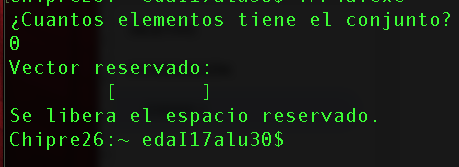 ¿Cuantos elementos tiene el conjunto?
0
Vector reservado:
[ ]
Se libera el espacio reservado.
Chipre26:~ edaI17alu30$